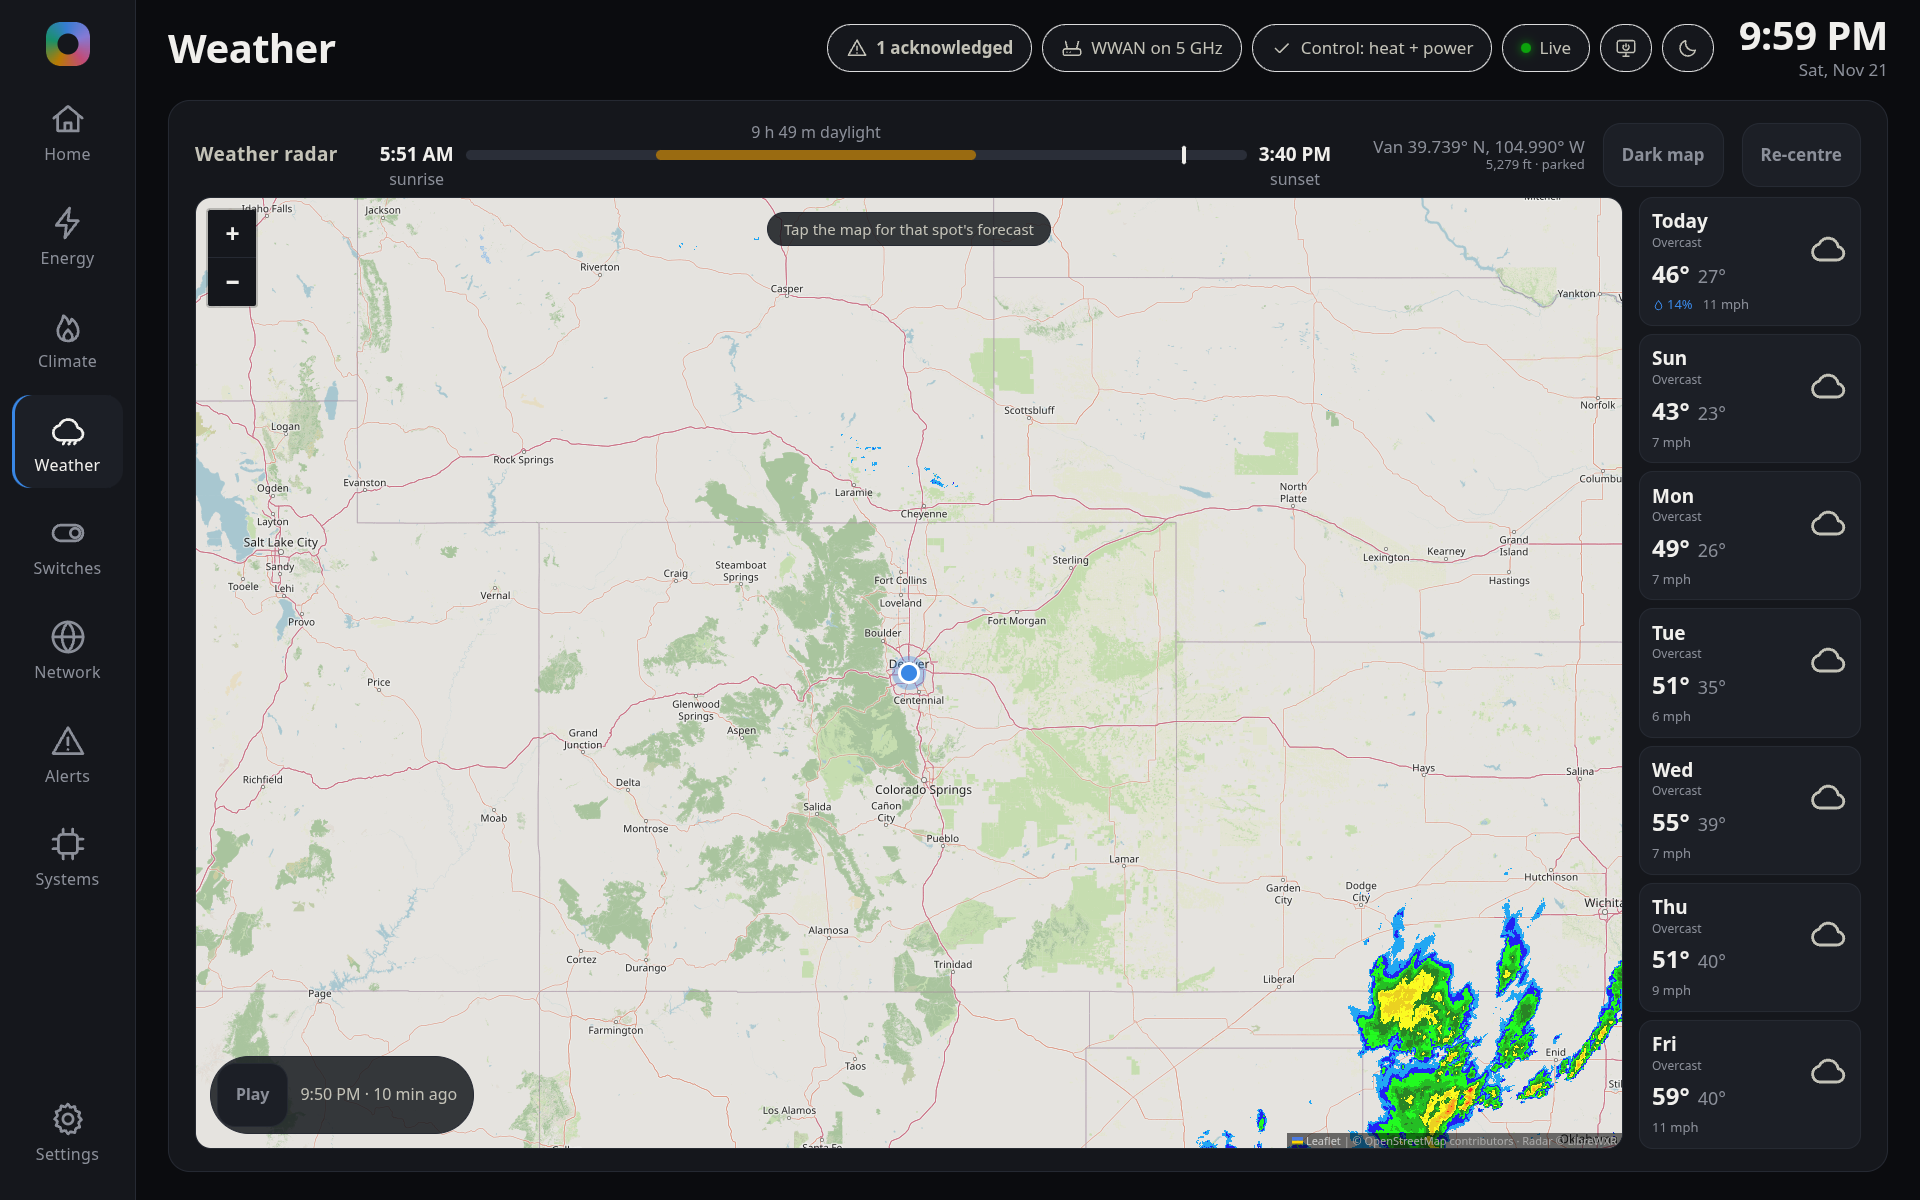 Weather
1 acknowledged
WWAN on 5 GHz
Control: heat + power
Live
9:59 PM
Sat, Nov 21
Home
Energy
Climate
Weather
Switches
Network
Alerts
Systems
Settings
Weather radar
5:51 AM
sunrise
9 h 49 m daylight
3:40 PM
sunset
Van 39.739° N, 104.990° W
5,279 ft · parked
Dark map
Re-centre
+
−
Tap the map for that spot's forecast
Idaho Falls
Jackson
Riverton
Casper
Mitchell
Yankton
Scottsbluff
Norfolk
Logan
Rock Springs
Evanston
Ogden
Laramie
Cheyenne
North
Platte
Columbu
Layton
Salt Lake City
Sandy
Tooele
Lehi
Provo
Vernal
Craig
Steamboat
Springs
Fort Collins
Loveland
Sterling
Lexington
Kearney
Grand
Island
Hastings
Boulder
Fort Morgan
Denver
Centennial
Price
Glenwood
Springs
Aspen
Grand
Junction
Richfield
Delta
Colorado Springs
Hays
Salina
Moab
Montrose
Salida
Cañon
City
Pueblo
Lamar
Garden
City
Dodge
City
Hutchinson
Wichita
Alamosa
Cortez
Durango
Trinidad
Liberal
Page
Farmington
Taos
Enid
Los Alamos
Santa Fe
Play
9:50 PM · 10 min ago
Leaflet | © OpenStreetMap contributors · Radar © LibreWXR
Today
Overcast
46° 27°
14% 11 mph
Sun
Overcast
43° 23°
7 mph
Mon
Overcast
49° 26°
7 mph
Tue
Overcast
51° 35°
6 mph
Wed
Overcast
55° 39°
7 mph
Thu
Overcast
51° 40°
9 mph
Fri
Overcast
59° 40°
11 mph